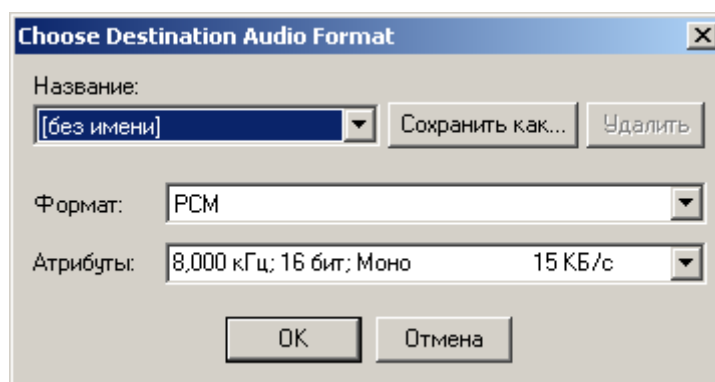 Choose Destination Audio Format
Название:
[без имени] Сохранить как... Удалить
Формат: PCM
Атрибуты: 8,000 кГц; 16 бит; Моно 15 КБ/с
OK Отмена